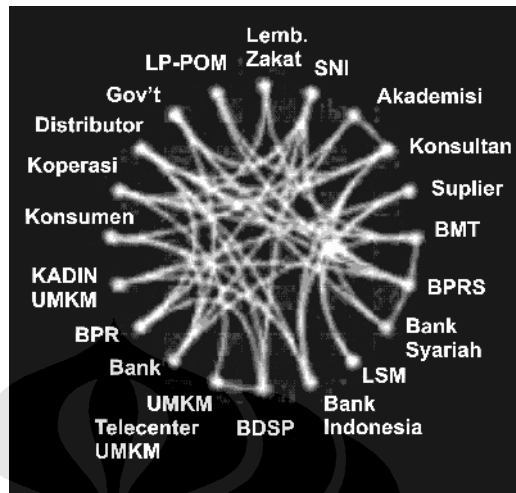 Lemb.
Zakat
LP-POM
SNI
Gov't
Akademisi
Distributor
Konsultan
Koperasi
Suplier
Konsumen
BMT
KADIN
UMKM
BPRS
BPR
Bank
Syariah
Bank
LSM
UMKM
Bank
Indonesia
Telecenter
UMKM
BDSP